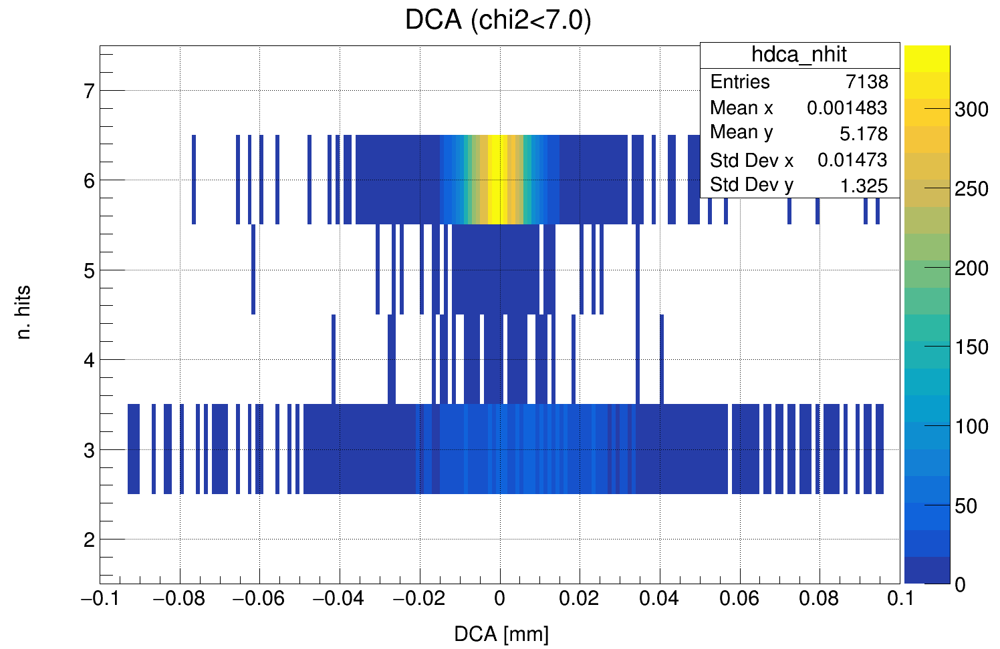 DCA (chi2<7.0)
hdca_nhit
Entries 7138
Mean x 0.001483
Mean y 5.178
Std Dev x 0.01473
Std Dev y 1.325
7
6
5
4
3
2
n. hits
300
250
200
150
100
50
0
−0.1 −0.08 −0.06 −0.04 −0.02 0 0.02 0.04 0.06 0.08 0.1
DCA [mm]